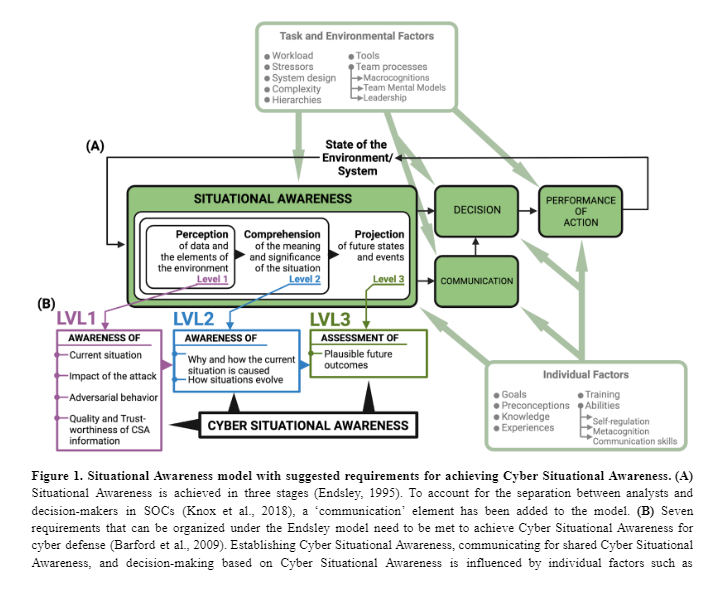 Task and Environmental Factors
Workload
Stressors
System design
Complexity
Hierarchies
Tools
Team processes
Macrocognitions
Team Mental Models
Leadership
(A)
State of the
Environment/
System
SITUATIONAL AWARENESS
Perception
of data and
the elements of
the environment
Level 1
Comprehension
of the meaning
and significance
of the situation
Level 2
Projection
of future states
and events
Level 3
DECISION
PERFORMANCE
OF
ACTION
COMMUNICATION
(B)
LVL1
AWARENESS OF
Current situation
Impact of the attack
Adversarial behavior
Quality and Trust-
worthiness of CSA
information
LVL2
AWARENESS OF
Why and how the current
situation is caused
How situations evolve
LVL3
ASSESSMENT OF
Plausible future
outcomes
CYBER SITUATIONAL AWARENESS
Individual Factors
Goals
Preconceptions
Knowledge
Experiences
Training
Abilities
Self-regulation
Metacognition
Communication skills
Figure 1. Situational Awareness model with suggested requirements for achieving Cyber Situational Awareness. (A)
Situational Awareness is achieved in three stages (Endsley, 1995). To account for the separation between analysts and
decision-makers in SOCs (Knox et al., 2018), a ‘communication’ element has been added to the model. (B) Seven
requirements that can be organized under the Endsley model need to be met to achieve Cyber Situational Awareness for
cyber defense (Barford et al., 2009). Establishing Cyber Situational Awareness, communicating for shared Cyber Situational
Awareness, and decision-making based on Cyber Situational Awareness is influenced by individual factors such as